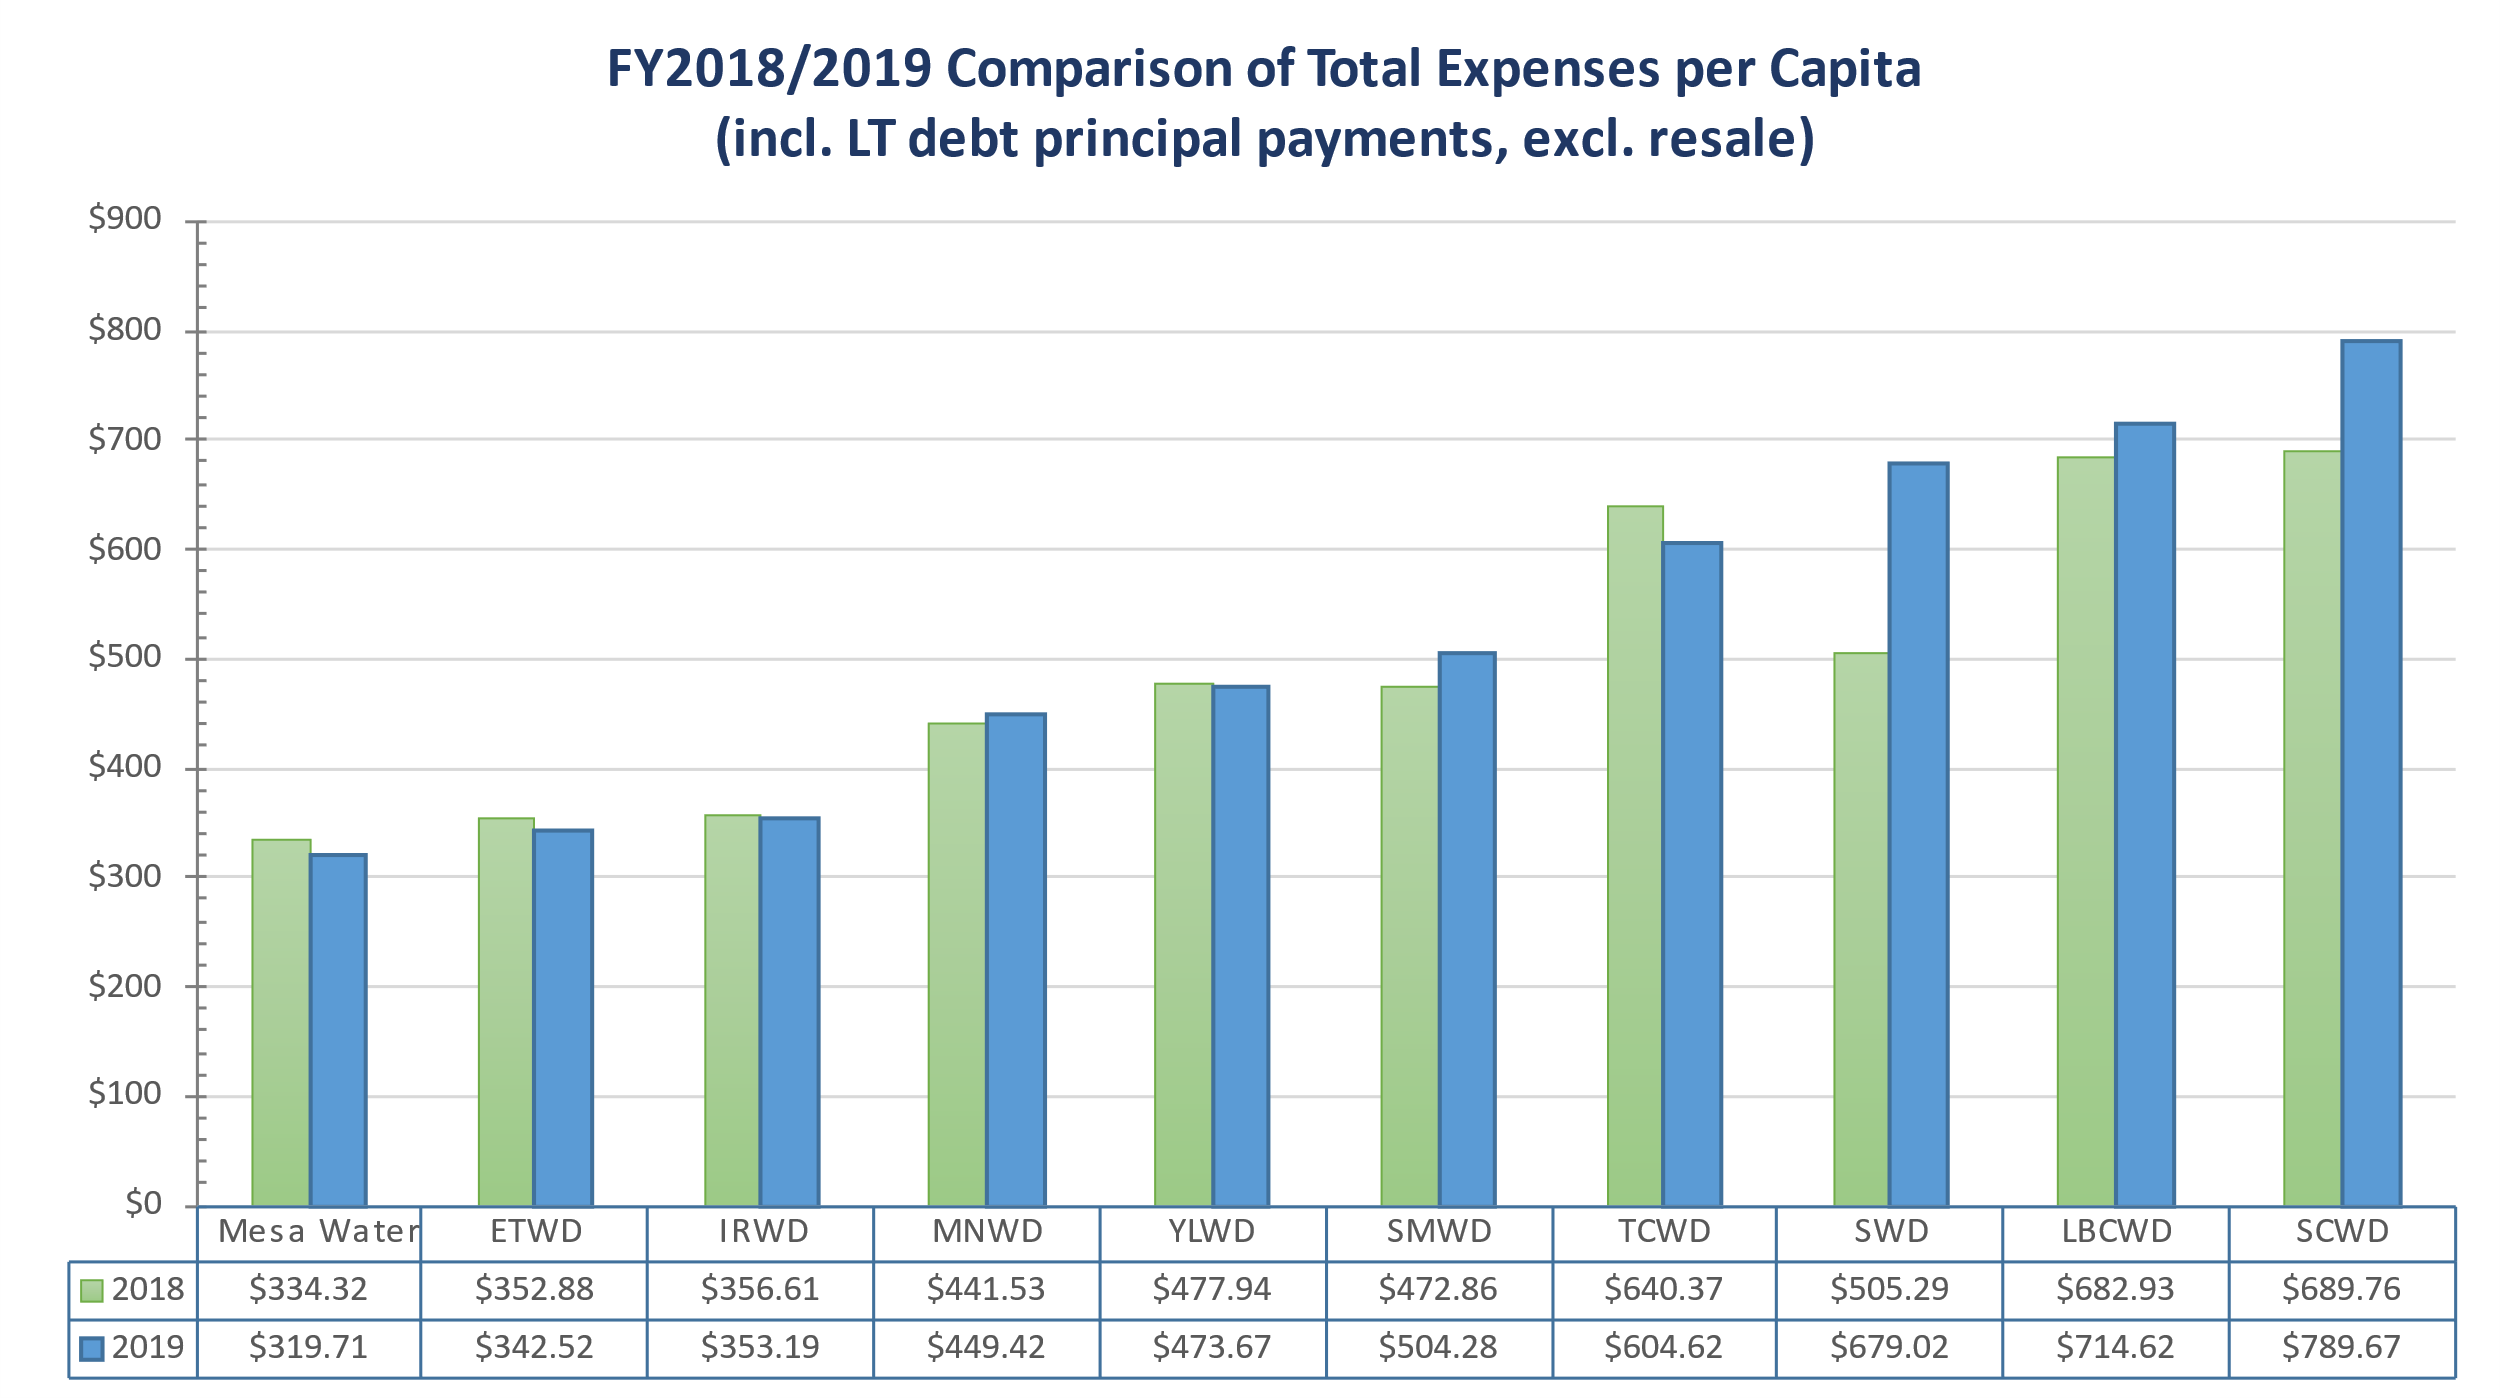 FY2018/2019 Comparison of Total Expenses per Capita
(incl. LT debt principal payments, excl. resale)
$900
$800
$700
$600
$500
$400
$300
$200
$100
$0
Mesa Water ETWD IRWD MNWD YLWD SMWD TCWD SWD LBCWD SCWD
2018 $334.32 $352.88 $356.61 $441.53 $477.94 $472.86 $640.37 $505.29 $682.93 $689.76
2019 $319.71 $342.52 $353.19 $449.42 $473.67 $504.28 $604.62 $679.02 $714.62 $789.67